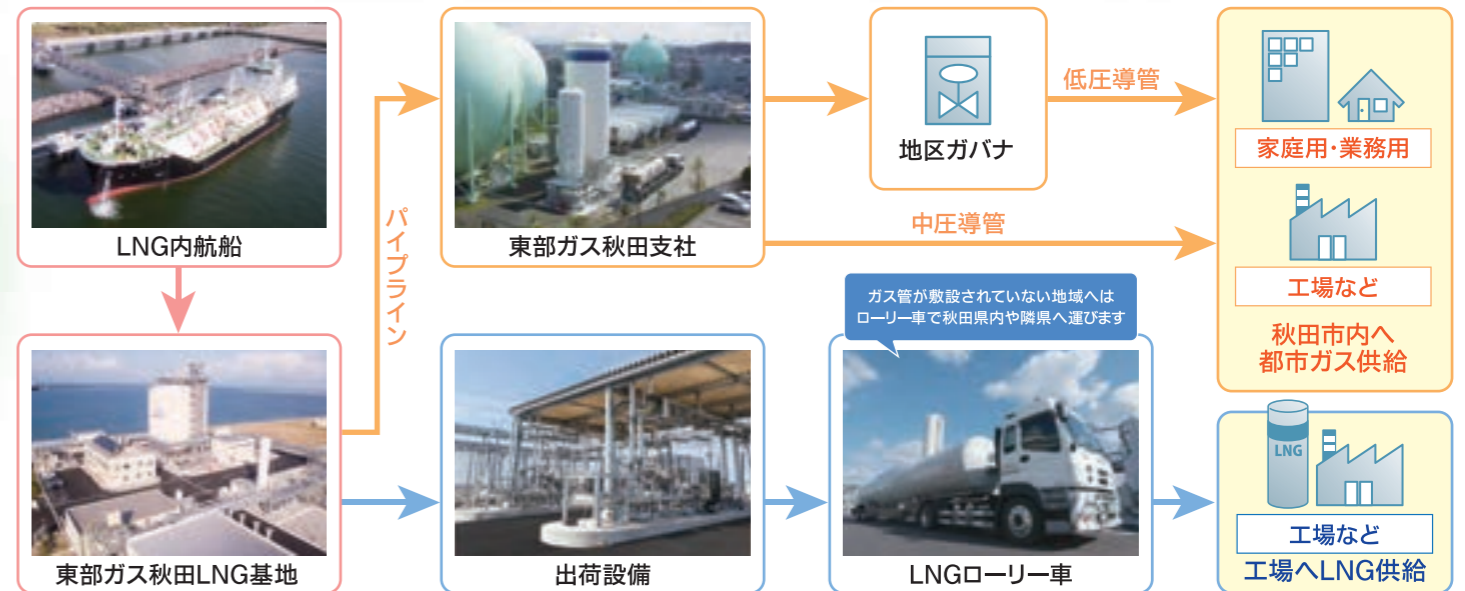 LNG内航船
パイプライン
東部ガス秋田支社
地区ガバナ
低圧導管
中圧導管
家庭用・業務用
工場など
秋田市内へ
都市ガス供給
東部ガス秋田LNG基地
出荷設備
ガス管が敷設されていない地域へは
ローリー車で秋田県内や隣県へ運びます
LNGローリー車
LNG
工場など
工場へLNG供給